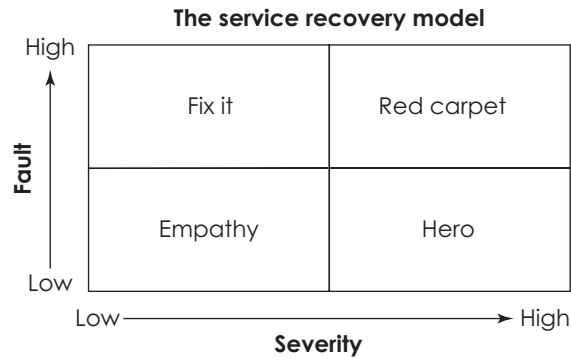 The service recovery model
High
Fix it
Red carpet
Fault
Empathy
Hero
Low
Low
High
Severity